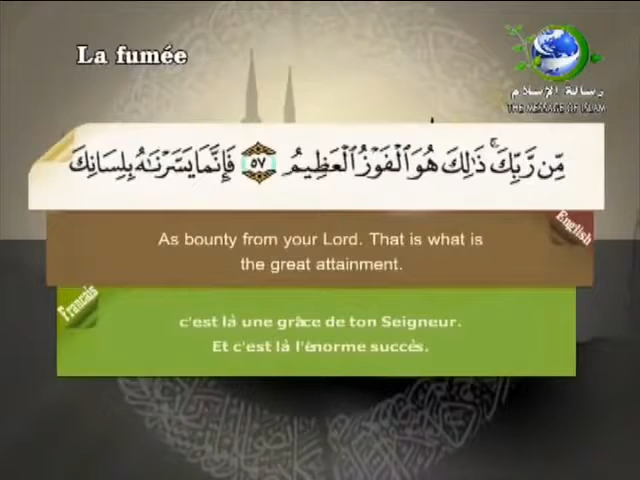 La fumée
رسالة الإسلام
THE MESSAGE OF ISLAM
مِّن رَّبِّكَ ۚ ذَٰلِكَ هُوَ ٱلْفَوْزُ ٱلْعَظِيمُ ٥٧ فَإِنَّمَا يَسَّرْنَٰهُ بِلِسَانِكَ
English
As bounty from your Lord. That is what is
the great attainment.
Francais
c'est là une grâce de ton Seigneur.
Et c'est là l'énorme succès.